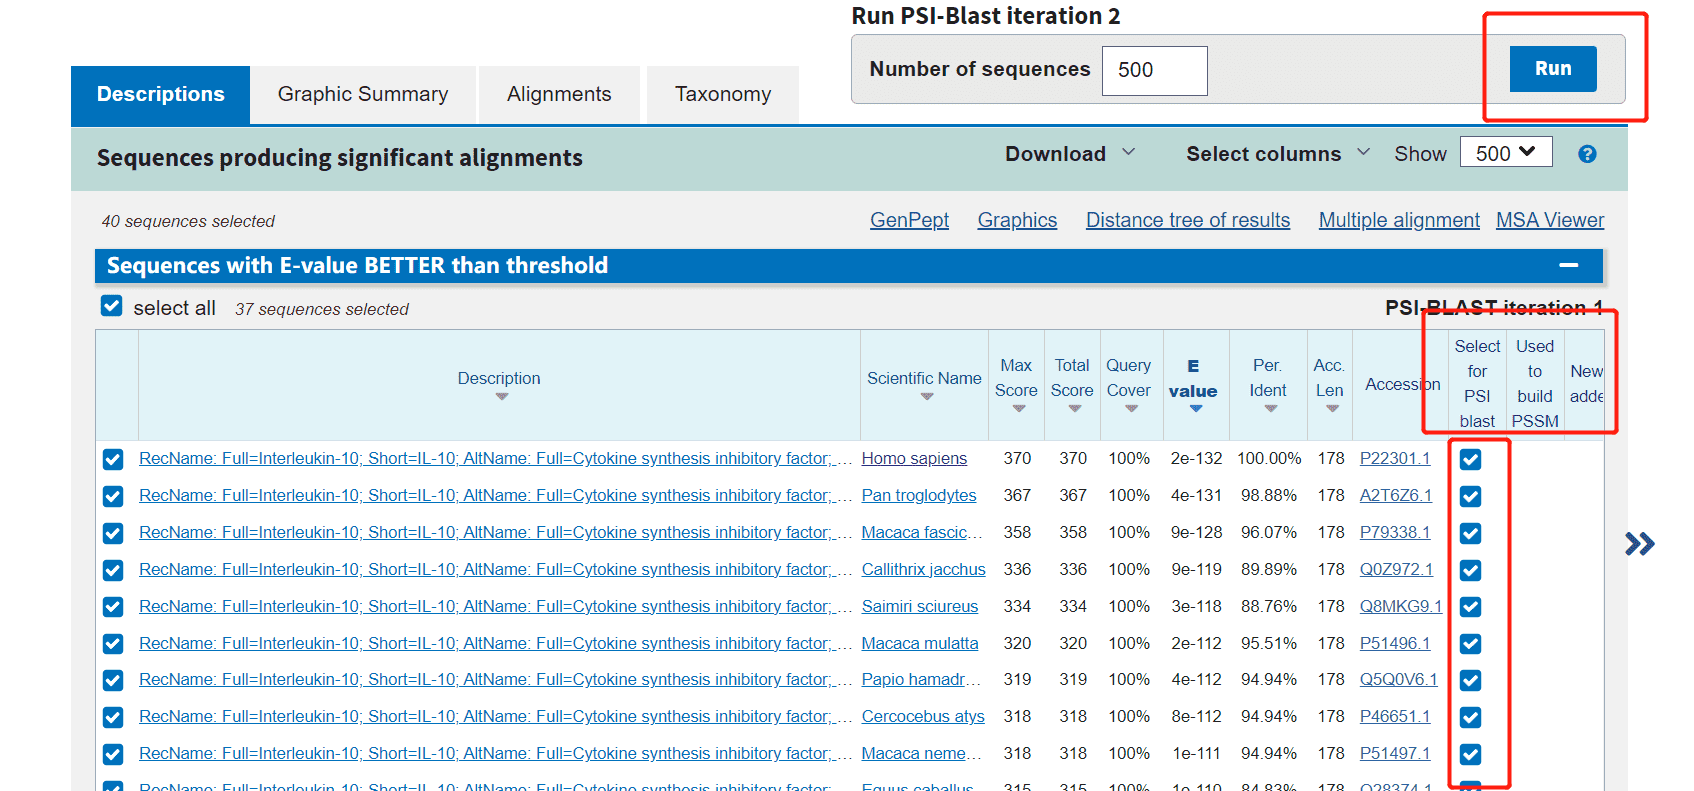 Run PSI-Blast iteration 2
Number of sequences 500 Run
Descriptions Graphic Summary Alignments Taxonomy
Sequences producing significant alignments Download Select columns Show 500 ?
40 sequences selected GenPept Graphics Distance tree of results Multiple alignment MSA Viewer
Sequences with E-value BETTER than threshold
select all 37 sequences selected PSI-BLAST iteration 1
Description Scientific Name Max Score Total Score Query Cover E value Per. Ident Acc. Len Accession Select for PSI blast Used to build PSSM New adde
RecName: Full=Interleukin-10; Short=IL-10; AltName: Full=Cytokine synthesis inhibitory factor; ... Homo sapiens 370 370 100% 2e-132 100.00% 178 P22301.1
RecName: Full=Interleukin-10; Short=IL-10; AltName: Full=Cytokine synthesis inhibitory factor; ... Pan troglodytes 367 367 100% 4e-131 98.88% 178 A2T6Z6.1
RecName: Full=Interleukin-10; Short=IL-10; AltName: Full=Cytokine synthesis inhibitory factor; ... Macaca fascic... 358 358 100% 9e-128 96.07% 178 P79338.1
RecName: Full=Interleukin-10; Short=IL-10; AltName: Full=Cytokine synthesis inhibitory factor; ... Callithrix jacchus 336 336 100% 9e-119 89.89% 178 Q0Z972.1
RecName: Full=Interleukin-10; Short=IL-10; AltName: Full=Cytokine synthesis inhibitory factor; ... Saimiri sciureus 334 334 100% 3e-118 88.76% 178 Q8MKG9.1
RecName: Full=Interleukin-10; Short=IL-10; AltName: Full=Cytokine synthesis inhibitory factor; ... Macaca mulatta 320 320 100% 2e-112 95.51% 178 P51496.1
RecName: Full=Interleukin-10; Short=IL-10; AltName: Full=Cytokine synthesis inhibitory factor; ... Papio hamadr... 319 319 100% 4e-112 94.94% 178 Q5Q0V6.1
RecName: Full=Interleukin-10; Short=IL-10; AltName: Full=Cytokine synthesis inhibitory factor; ... Cercocebus atys 318 318 100% 8e-112 94.94% 178 P46651.1
RecName: Full=Interleukin-10; Short=IL-10; AltName: Full=Cytokine synthesis inhibitory factor; ... Macaca neme... 318 318 100% 1e-111 94.94% 178 P51497.1
RecName: Full=Interleukin-10; Short=IL-10; AltName: Full=Cytokine synthesis inhibitory factor; ... Equus caballus 315 315 100% 1e-110 84.83% 178 Q28374.1